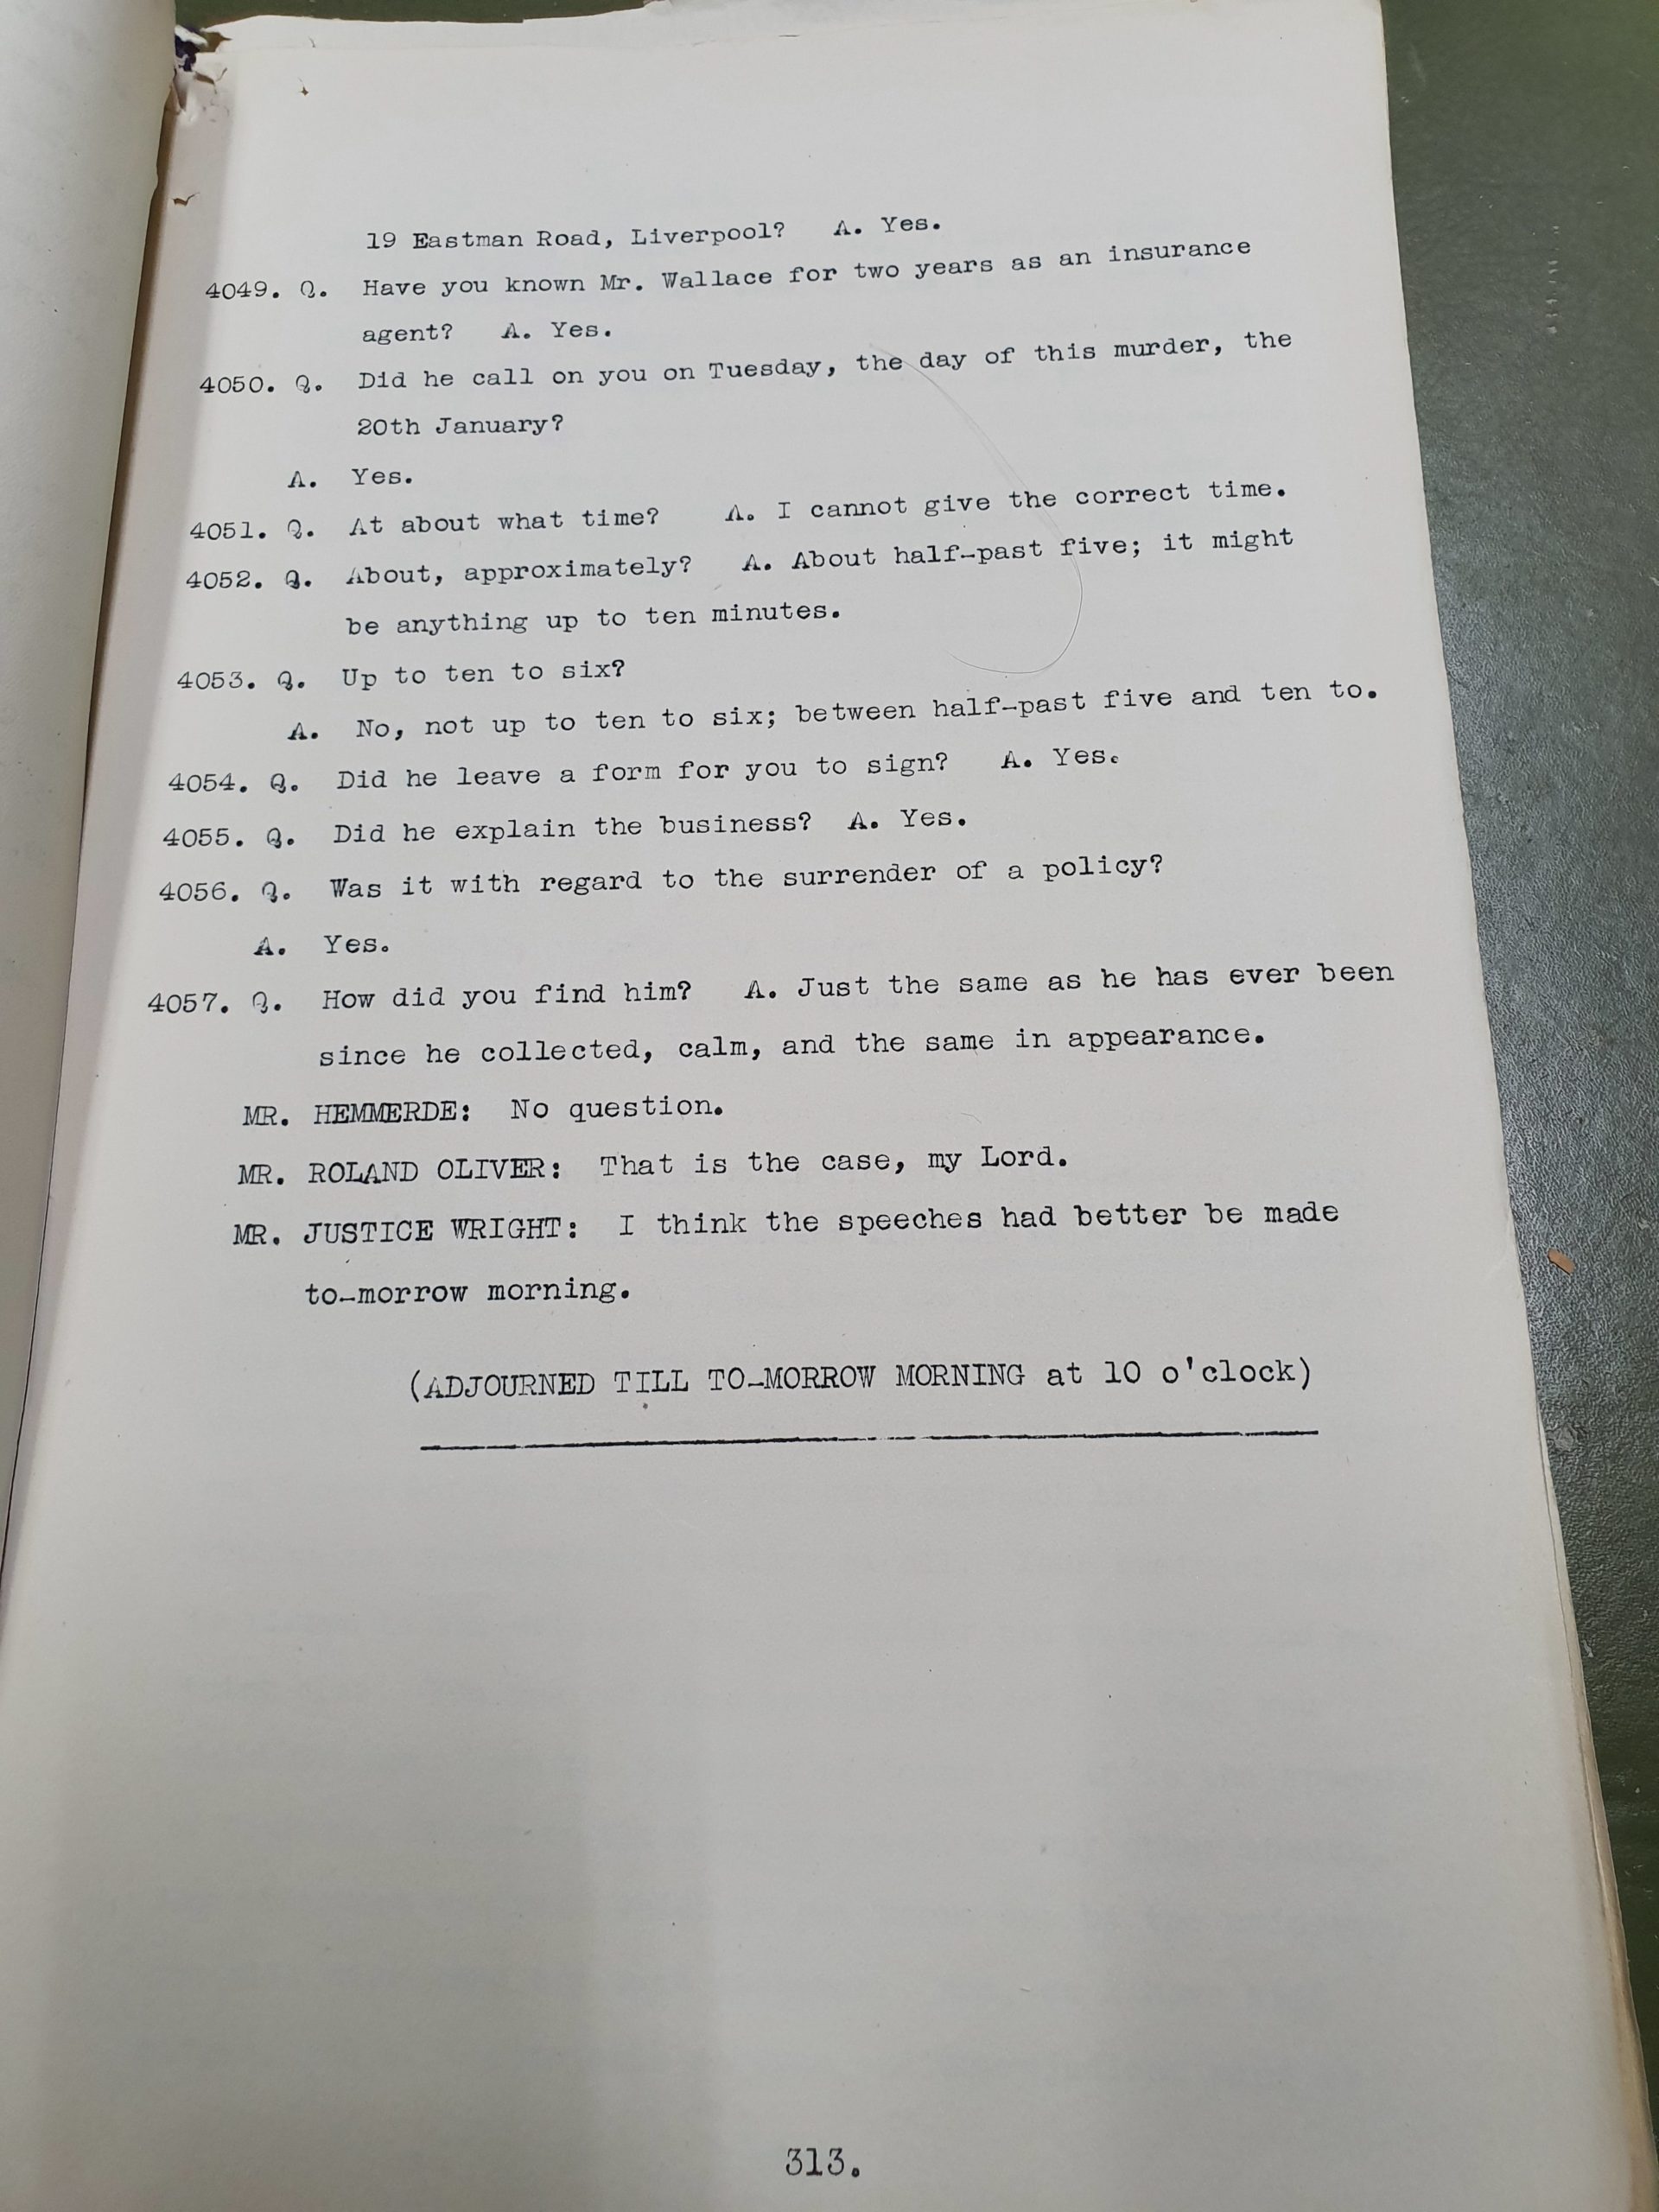 19 Eastman Road, Liverpool? A. Yes.
4049. Q. Have you known Mr. Wallace for two years as an insurance
agent? A. Yes.
4050. Q. Did he call on you on Tuesday, the day of this murder, the
20th January?
A. Yes.
4051. Q. At about what time? A. I cannot give the correct time.
4052. Q. About, approximately? A. About half-past five; it might
be anything up to ten minutes.
4053. Q. Up to ten to six?
A. No, not up to ten to six; between half-past five and ten to.
4054. Q. Did he leave a form for you to sign? A. Yes.
4055. Q. Did he explain the business? A. Yes.
4056. Q. Was it with regard to the surrender of a policy?
A. Yes.
4057. Q. How did you find him? A. Just the same as he has ever been
since he collected, calm, and the same in appearance.
MR. HEMMERDE: No question.
MR. ROLAND OLIVER: That is the case, my Lord.
MR. JUSTICE WRIGHT: I think the speeches had better be made
to-morrow morning.
(ADJOURNED TILL TO-MORROW MORNING at 10 o'clock)
313.